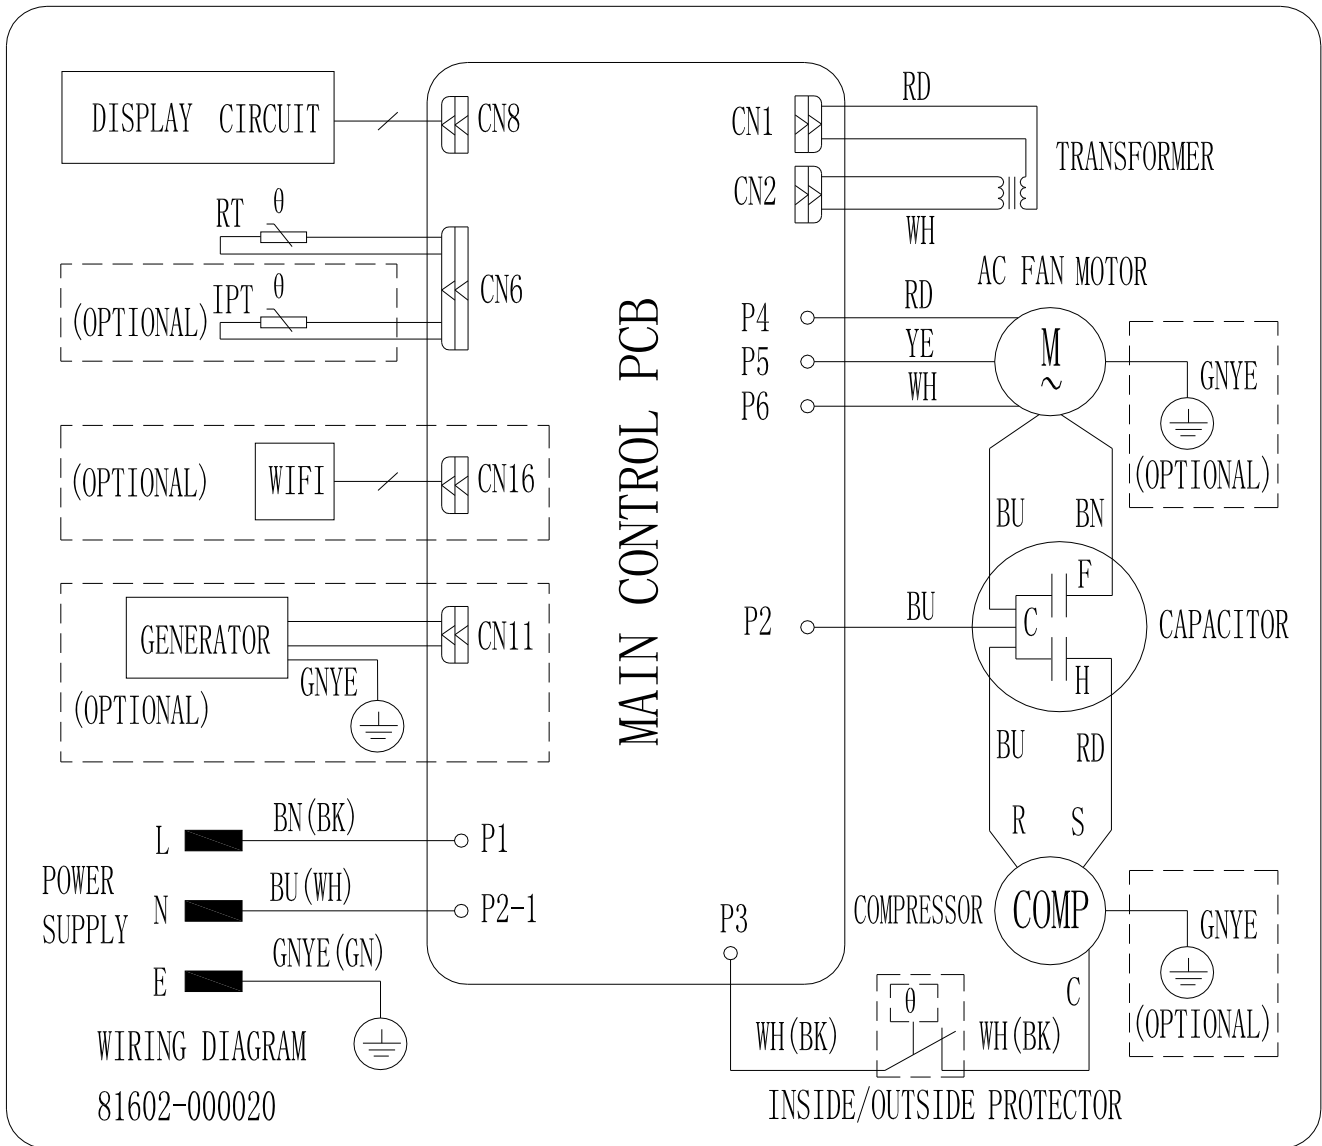 DISPLAY CIRCUIT
CN8
RT
θ
CN6
(OPTIONAL)
IPT
θ
(OPTIONAL)
WIFI
CN16
GENERATOR
CN11
GNYE
(OPTIONAL)
POWER
SUPPLY
L
BN(BK)
P1
N
BU(WH)
P2-1
E
GNYE(GN)
WIRING DIAGRAM
81602-000020
MAIN CONTROL PCB
CN1
RD
TRANSFORMER
CN2
WH
AC FAN MOTOR
P4
RD
P5
YE
P6
WH
M
~
GNYE
(OPTIONAL)
BU
BN
F
P2
BU
C
CAPACITOR
H
BU
RD
R
S
COMPRESSOR
COMP
GNYE
(OPTIONAL)
P3
C
θ
WH(BK)
WH(BK)
INSIDE/OUTSIDE PROTECTOR